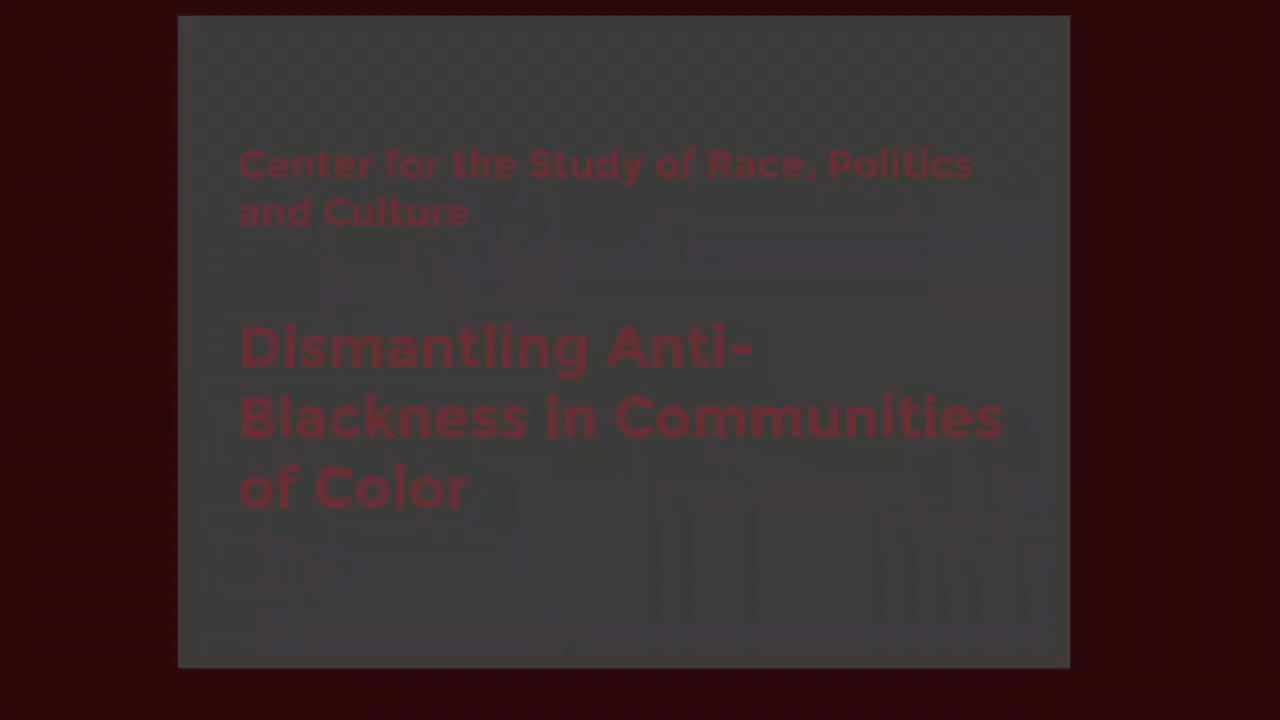 Center for the Study of Race, Politics
and Culture
Dismantling Anti-
Blackness in Communities
of Color